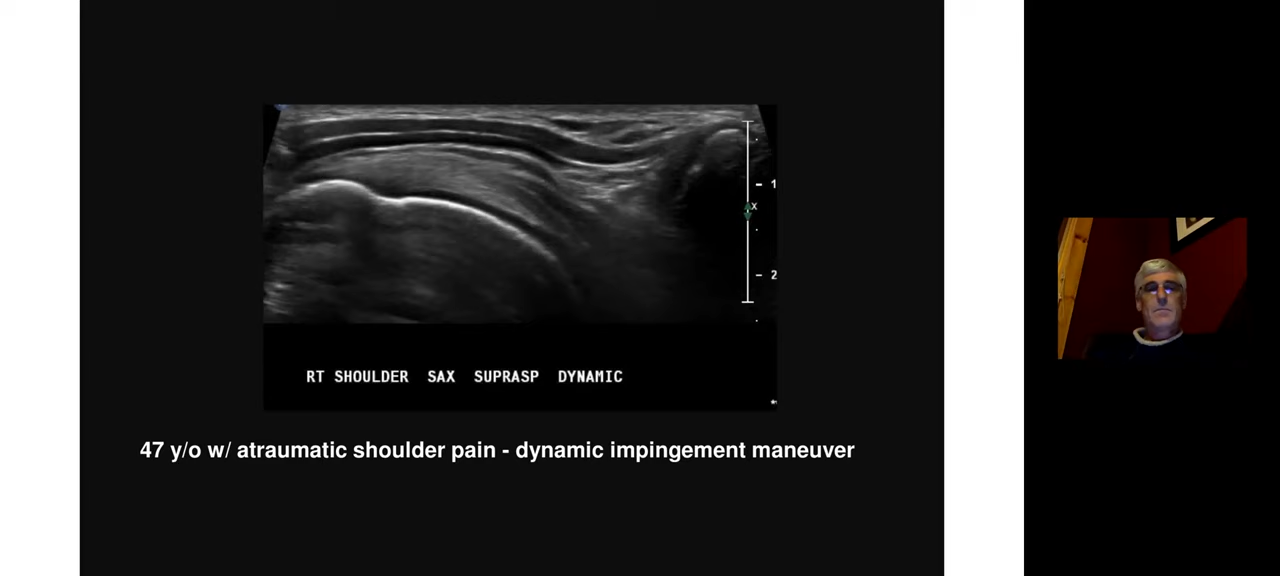 1
X
2
RT SHOULDER SAX SUPRASP DYNAMIC
47 y/o w/ atraumatic shoulder pain - dynamic impingement maneuver